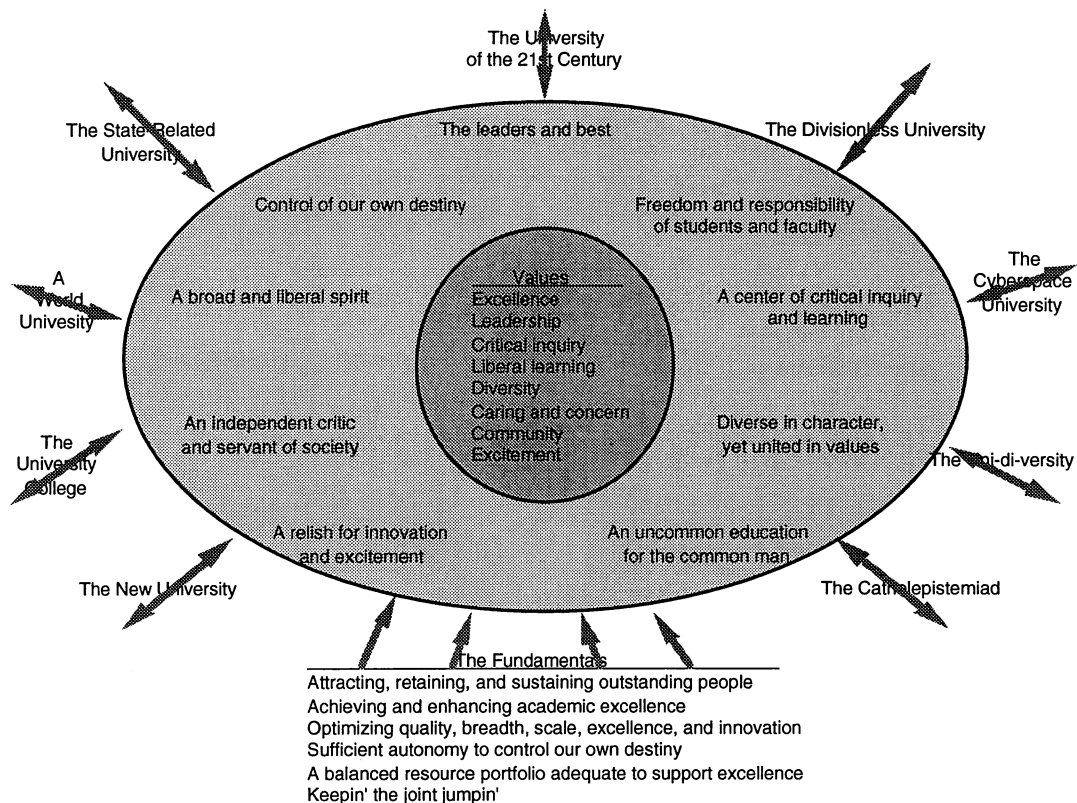 The University
of the 21st Century
The State-Related
University
The leaders and best
The Divisionless University
Control of our own destiny
Freedom and responsibility
of students and faculty
A
World
Univesity
A broad and liberal spirit
Values
Excellence
Leadership
Critical inquiry
Liberal learning
Diversity
Caring and concern
Community
Excitement
A center of critical inquiry
and learning
The
Cyberspace
University
The
University
College
An independent critic
and servant of society
Diverse in character,
yet united in values
The Uni-di-versity
A relish for innovation
and excitement
An uncommon education
for the common man
The New University
The Catholepistemiad
The Fundamentals
Attracting, retaining, and sustaining outstanding people
Achieving and enhancing academic excellence
Optimizing quality, breadth, scale, excellence, and innovation
Sufficient autonomy to control our own destiny
A balanced resource portfolio adequate to support excellence
Keepin' the joint jumpin'